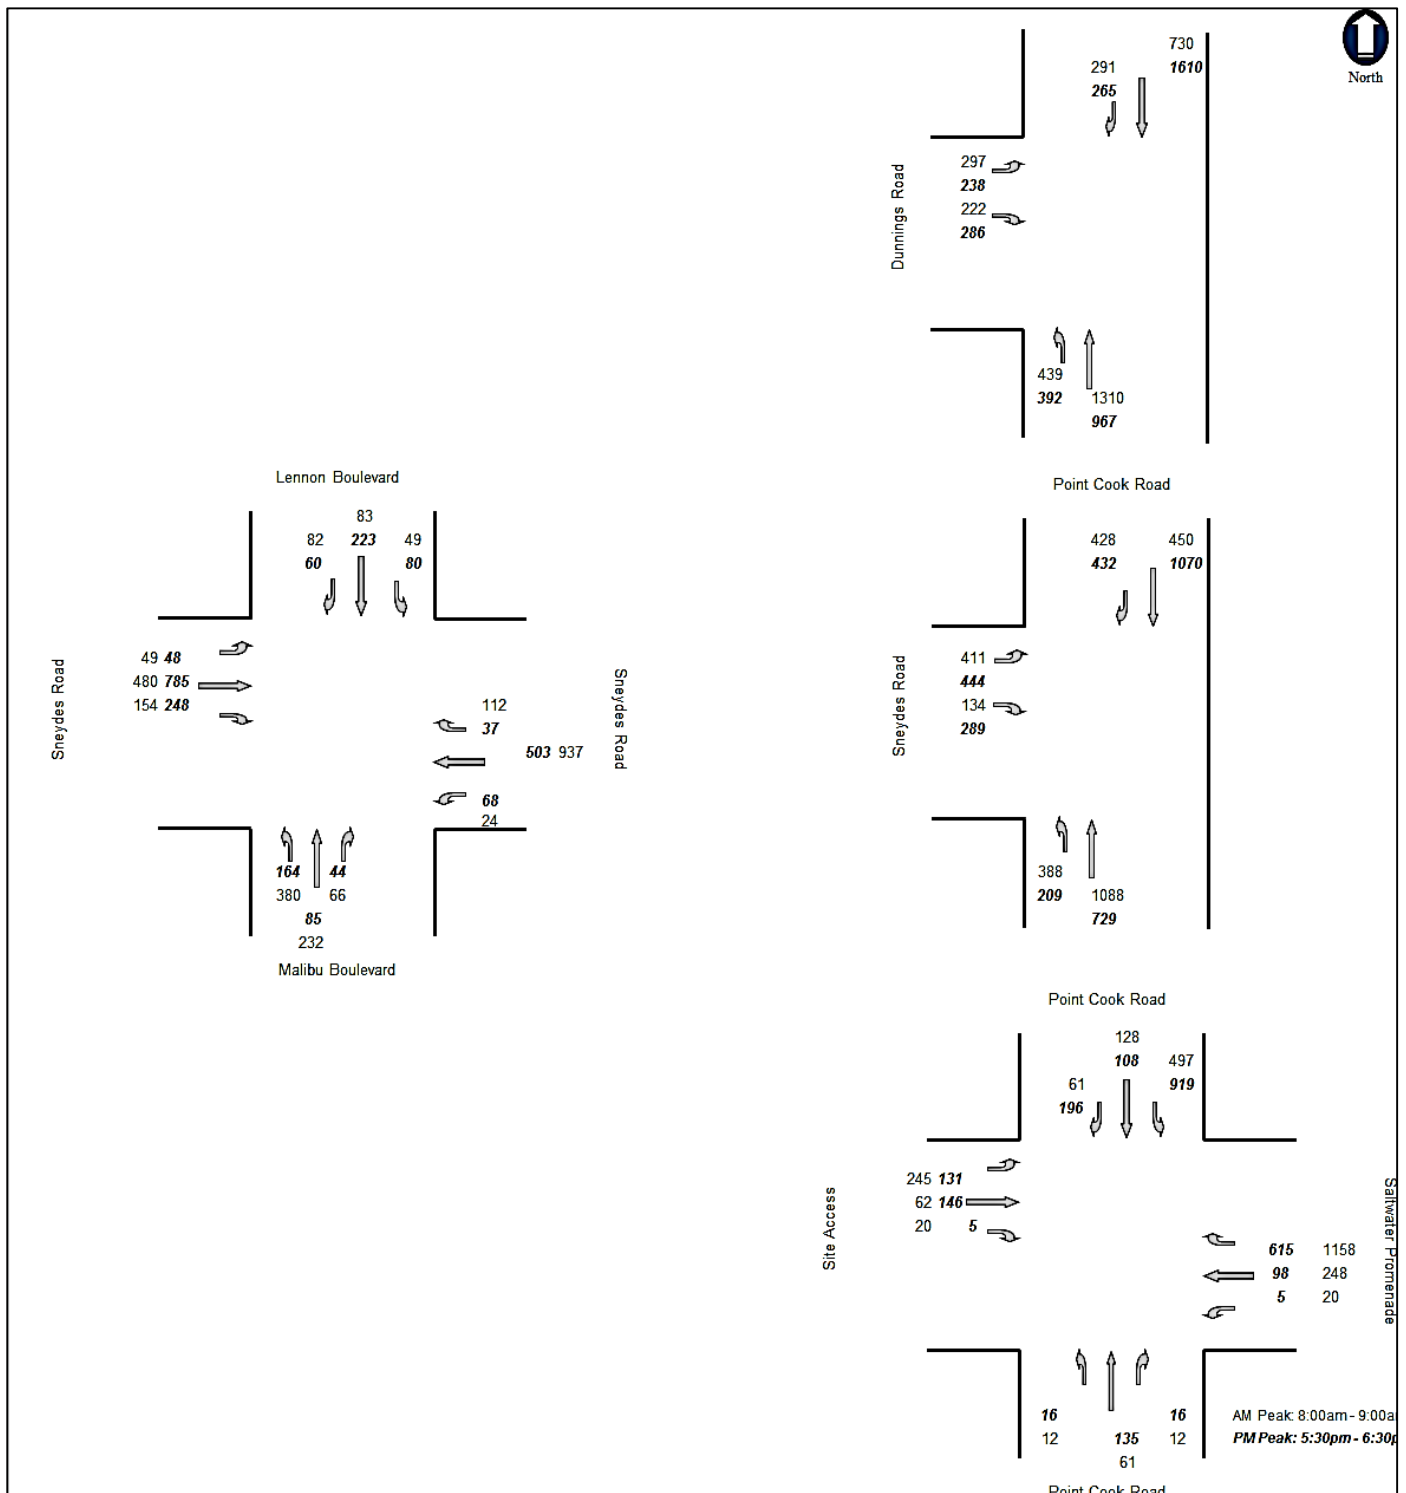 North
730
291 1610
265
297
238
222
286
Dunnings Road
439
392 1310
967
Lennon Boulevard
Point Cook Road
83
82 223 49
60 80
428 450
432 1070
49 48
480 785
154 248
Sneydes Road
112
37
503 937
68
24
Sneydes Road
411
444
134
289
Sneydes Road
164 44
380 66
85
232
Malibu Boulevard
388
209 1088
729
Point Cook Road
128
108 497
61 919
196
245 131
62 146
20 5
Site Access
615 1158
98 248
5 20
Saltwater Promenade
16 16
12 135 12
61
AM Peak: 8:00am - 9:00a
PM Peak: 5:30pm - 6:30p
Point Cook Road